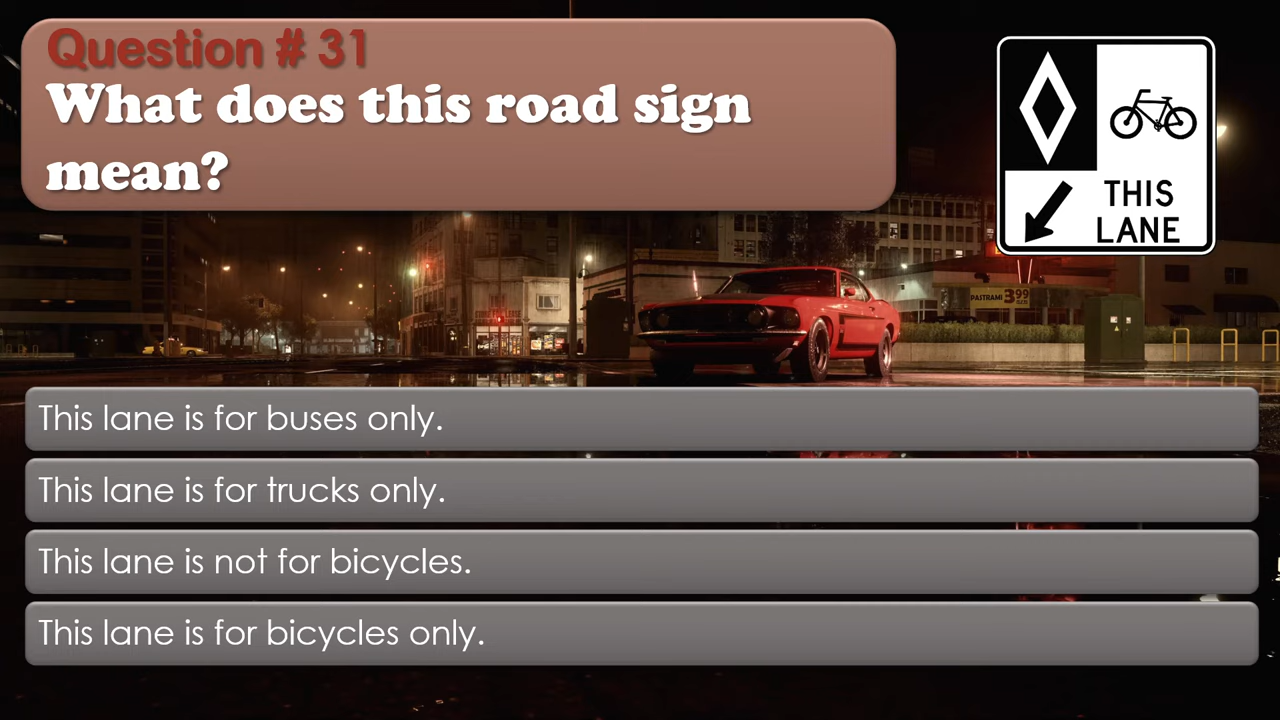 Question # 31
What does this road sign
mean?
THIS
LANE
PASTRAMI 3.99
This lane is for buses only.
This lane is for trucks only.
This lane is not for bicycles.
This lane is for bicycles only.